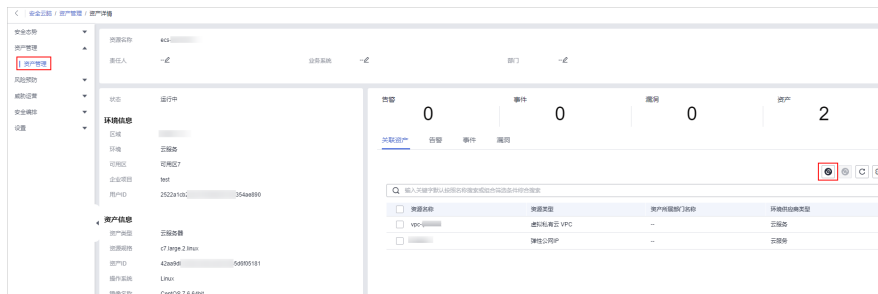 安全云脑 / 资产管理 / 资产详情
安全态势
资产管理
资产管理
风险预防
威胁运营
安全编排
设置
资源名称 ecs-
责任人 --
业务系统 --
部门 --
状态 运行中
环境信息
区域
环境 云服务
可用区 可用区7
企业项目 test
用户ID 2522a1cb2 354ae890
资产信息
资产类型 云服务器
资源规格 c7.large.2.linux
资产ID 42aa9d 5d6f05181
操作系统 Linux
镜像名称 CentOS 7.6 64bit
告警 事件 漏洞 资产
0 0 0 2
关联资产 告警 事件 漏洞
输入关键字默认按照名称搜索或组合筛选条件综合搜索
资源名称 资源类型 资产所属部门名称 环境供应商类型
vpc- 虚拟私有云 VPC -- 云服务
弹性公网IP -- 云服务